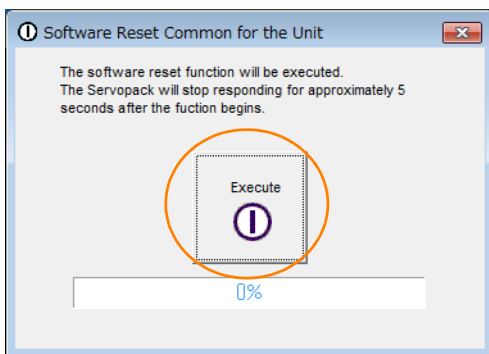 Software Reset Common for the Unit
The software reset function will be executed.
The Servopack will stop responding for approximately 5
seconds after the fuction begins.
Execute
0%